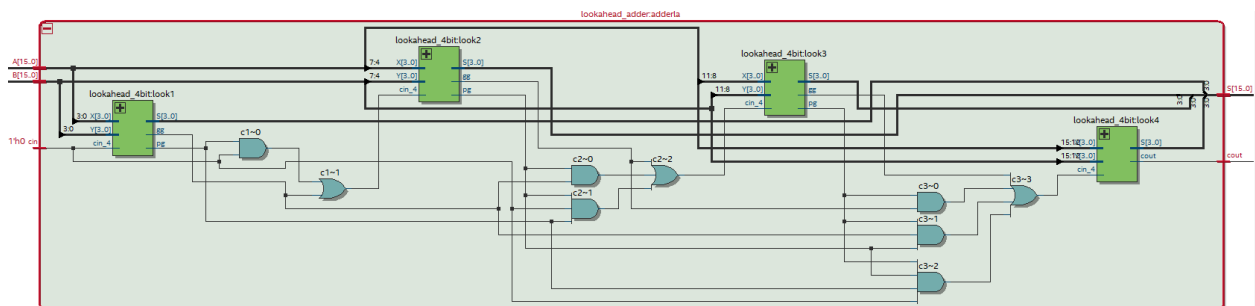 lookahead_adder:adderla
lookahead_4bit:look2
A[15..0]
B[15..0]
7:4 X[3..0] S[3..0]
7:4 Y[3..0] gg
cin_4 pg
lookahead_4bit:look3
11:8 X[3..0] S[3..0]
11:8 Y[3..0] gg
cin_4 pg
3:0
3:0
3:0
3:0
S[15..0]
lookahead_4bit:look1
3:0 X[3..0] S[3..0]
3:0 Y[3..0] gg
cin_4 pg
1'h0 cin
c1~0
c1~1
c2~0
c2~1
c2~2
lookahead_4bit:look4
S[3..0]
Y[3..0] cout
cin_4
cout
c3~0
c3~1
c3~2
c3~3